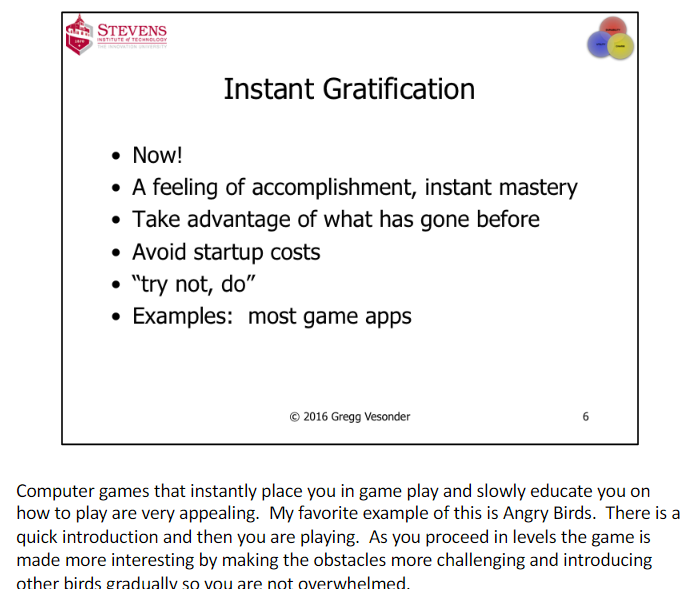 STEVENS
INSTITUTE of TECHNOLOGY
THE INNOVATION UNIVERSITY
1870
Instant Gratification
• Now!
• A feeling of accomplishment, instant mastery
• Take advantage of what has gone before
• Avoid startup costs
• “try not, do”
• Examples:  most game apps
© 2016 Gregg Vesonder
6
Computer games that instantly place you in game play and slowly educate you on
how to play are very appealing.  My favorite example of this is Angry Birds.  There is a
quick introduction and then you are playing.  As you proceed in levels the game is
made more interesting by making the obstacles more challenging and introducing
other birds gradually so you are not overwhelmed.